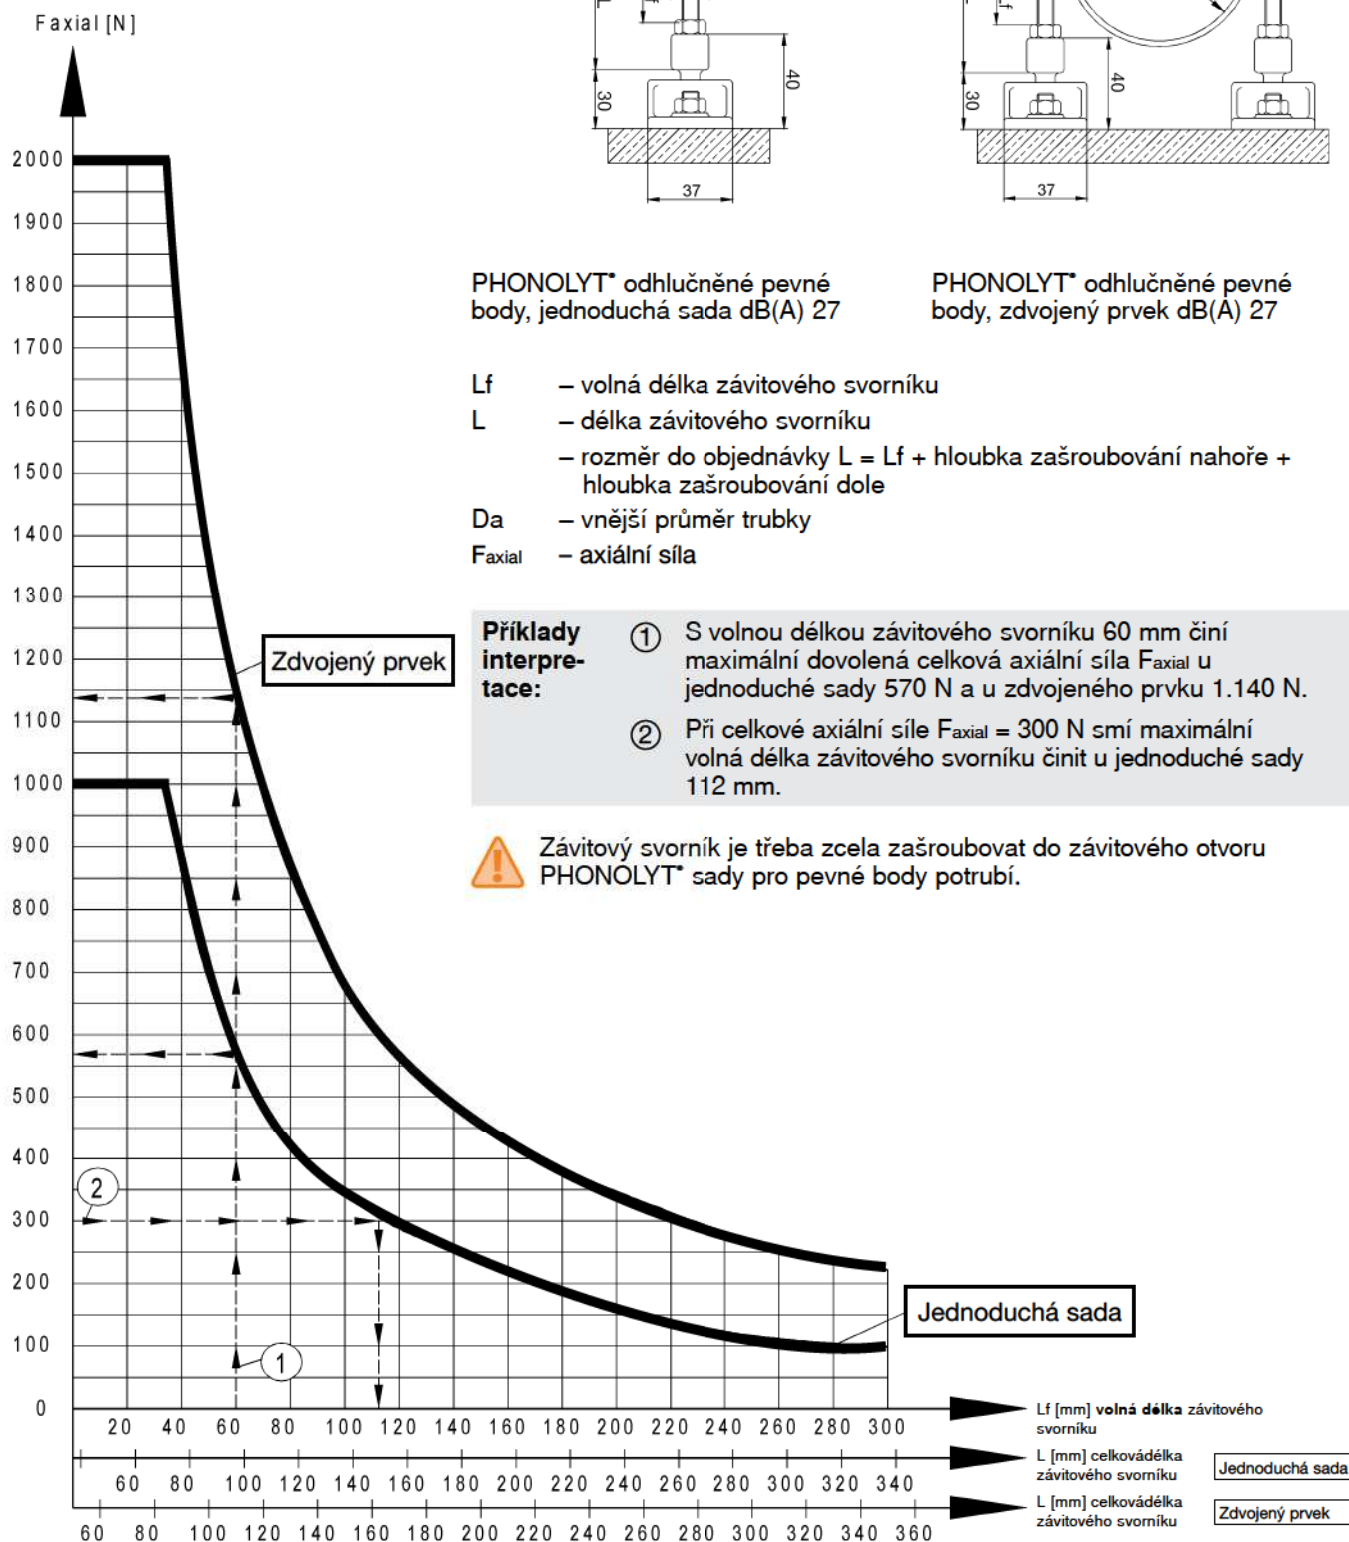 F axial [N]
L
Lf
40
30
37
L
Lf
40
30
37
2000
1900
1800
1700
1600
1500
1400
1300
1200
1100
1000
900
800
700
600
500
400
300
200
100
0
PHONOLYT® odhlučněné pevné
body, jednoduchá sada dB(A) 27
PHONOLYT® odhlučněné pevné
body, zdvojený prvek dB(A) 27
Lf – volná délka závitového svorníku
L – délka závitového svorníku
– rozměr do objednávky L = Lf + hloubka zašroubování nahoře +
hloubka zašroubování dole
Da – vnější průměr trubky
Faxial – axiální síla
Příklady
interpre-
tace:
1 S volnou délkou závitového svorníku 60 mm činí
maximální dovolená celková axiální síla Faxial u
jednoduché sady 570 N a u zdvojeného prvku 1.140 N.
2 Při celkové axiální síle Faxial = 300 N smí maximální
volná délka závitového svorníku činit u jednoduché sady
112 mm.
Závitový svorník je třeba zcela zašroubovat do závitového otvoru
PHONOLYT® sady pro pevné body potrubí.
Zdvojený prvek
2
1
Jednoduchá sada
20 40 60 80 100 120 140 160 180 200 220 240 260 280 300
Lf [mm] volná délka závitového
svorníku
60 80 100 120 140 160 180 200 220 240 260 280 300 320 340
L [mm] celkovádélka
závitového svorníku
Jednoduchá sada
60 80 100 120 140 160 180 200 220 240 260 280 300 320 340 360
L [mm] celkovádélka
závitového svorníku
Zdvojený prvek